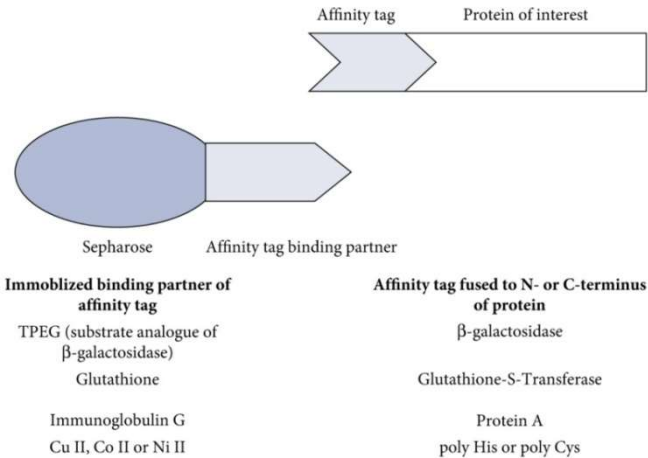 Affinity tag Protein of interest
Sepharose Affinity tag binding partner
Immoblized binding partner of
affinity tag
TPEG (substrate analogue of
β-galactosidase)
Glutathione
Immunoglobulin G
Cu II, Co II or Ni II
Affinity tag fused to N- or C-terminus
of protein
β-galactosidase
Glutathione-S-Transferase
Protein A
poly His or poly Cys